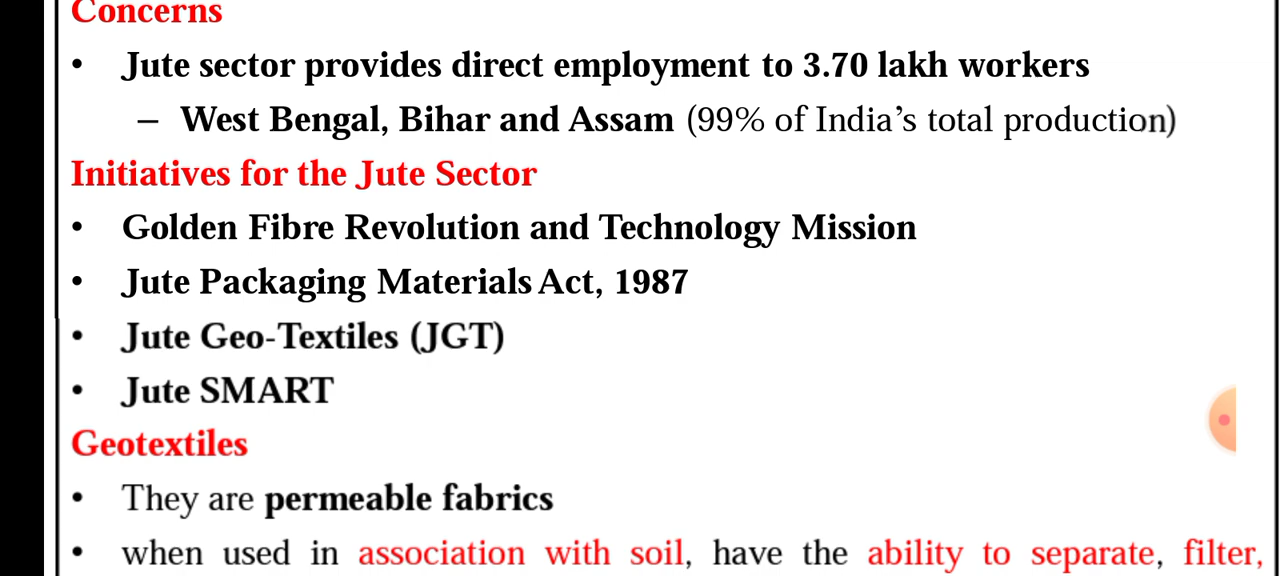 Concerns
• Jute sector provides direct employment to 3.70 lakh workers
– West Bengal, Bihar and Assam (99% of India’s total production)
Initiatives for the Jute Sector
• Golden Fibre Revolution and Technology Mission
• Jute Packaging Materials Act, 1987
• Jute Geo-Textiles (JGT)
• Jute SMART
Geotextiles
• They are permeable fabrics
• when used in association with soil, have the ability to separate, filter,